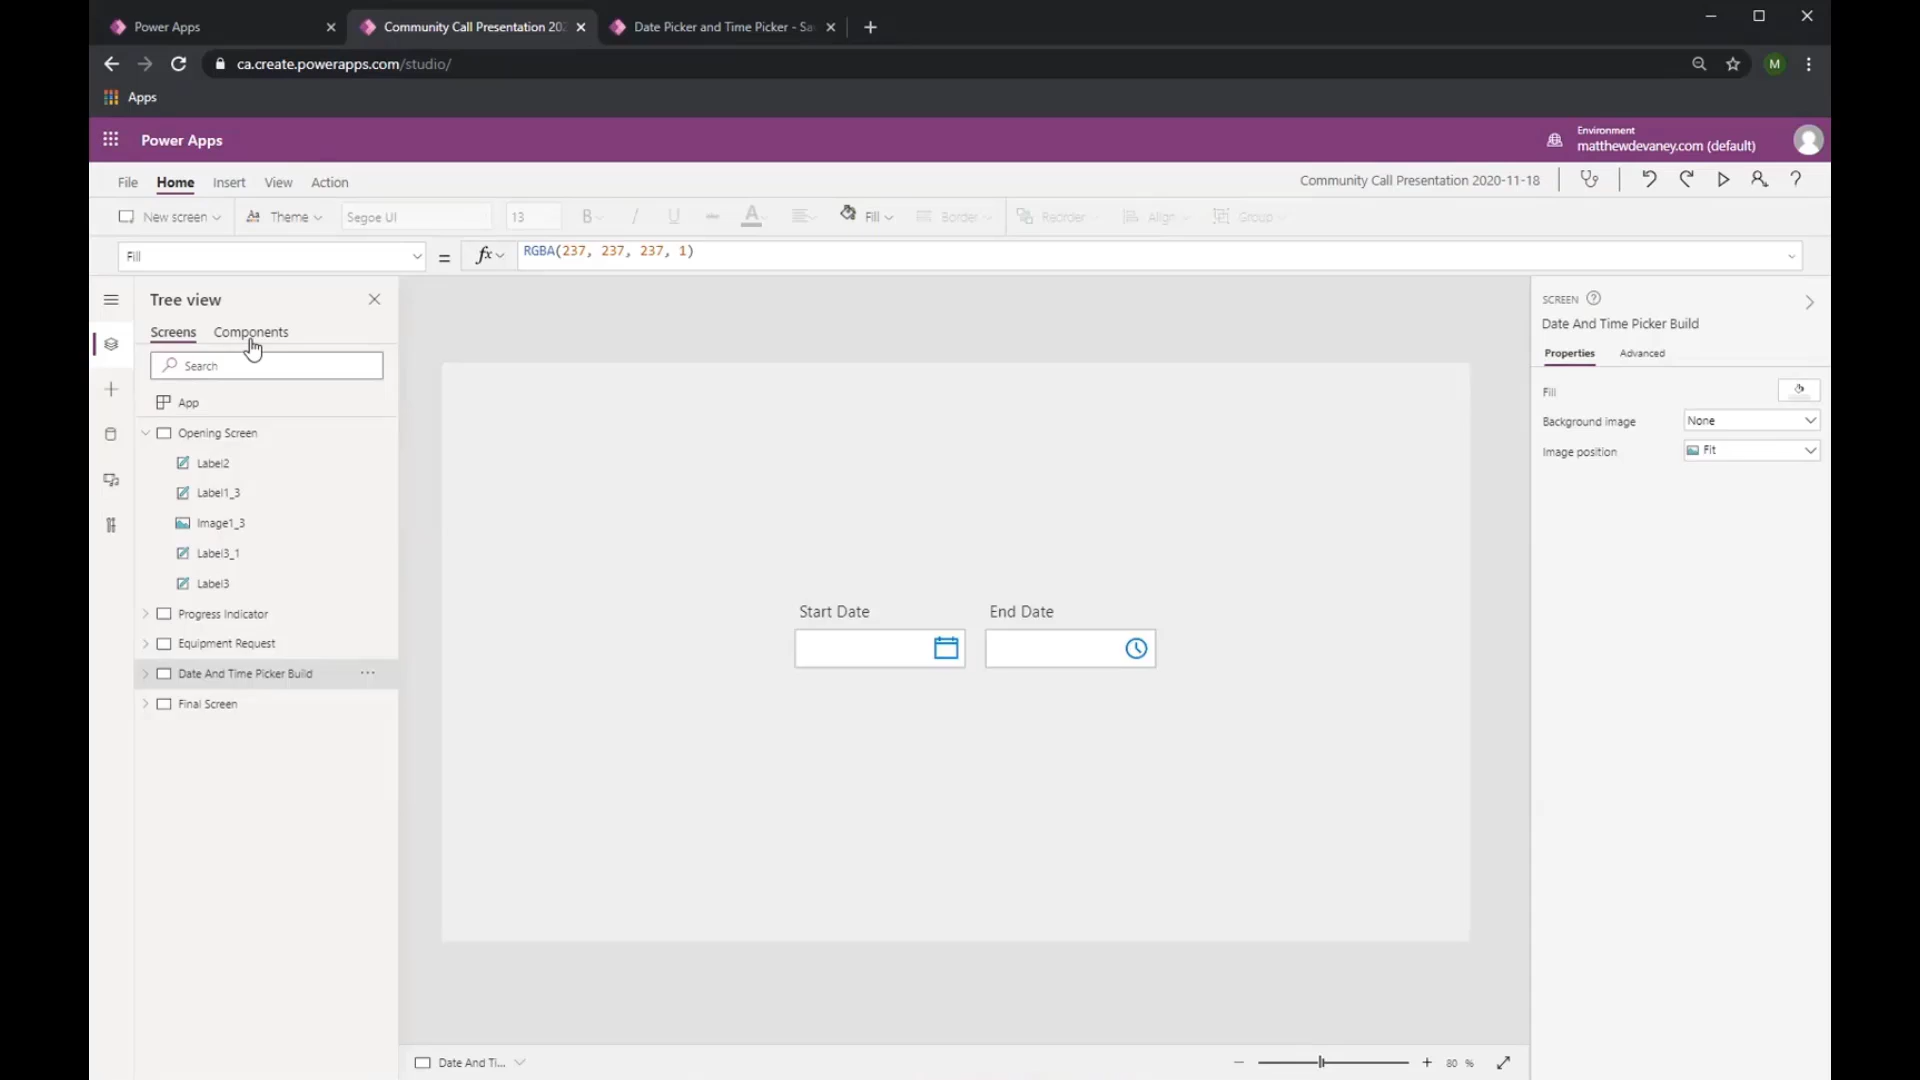 Power Apps
Community Call Presentation 202
Date Picker and Time Picker - Sa
ca.create.powerapps.com/studio/
M
Apps
Power Apps
Environment
matthewdevaney.com (default)
File Home Insert View Action
Community Call Presentation 2020-11-18
New screen
Theme
Segoe UI
13
B
Fill
Border
Reorder
Align
Group
Fill
= fx
RGBA(237, 237, 237, 1)
Tree view
Screens Components
Search
App
Opening Screen
Label2
Label1_3
Image1_3
Label3_1
Label3
Progress Indicator
Equipment Request
Date And Time Picker Build ...
Final Screen
Start Date
End Date
SCREEN
Date And Time Picker Build
Properties Advanced
Fill
Background image None
Image position Fit
Date And Ti...
80 %